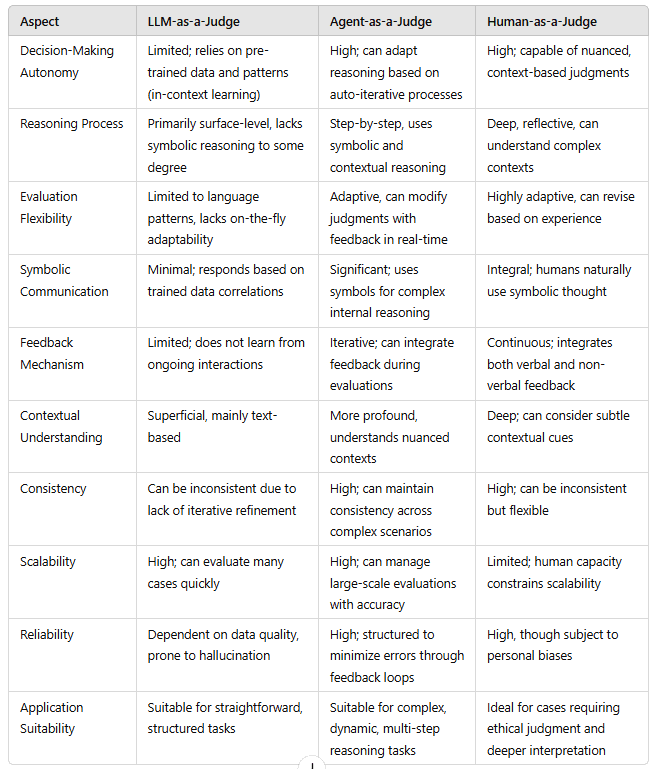 Aspect LLM-as-a-Judge Agent-as-a-Judge Human-as-a-Judge
Decision-Making Limited; relies on pre- High; can adapt High; capable of nuanced,
Autonomy trained data and patterns reasoning based on context-based judgments
(in-context learning) auto-iterative processes
Reasoning Process Primarily surface-level, lacks Step-by-step, uses Deep, reflective, can
symbolic reasoning to some symbolic and understand complex
degree contextual reasoning contexts
Evaluation Limited to language Adaptive, can modify Highly adaptive, can revise
Flexibility patterns, lacks on-the-fly judgments with based on experience
adaptability feedback in real-time
Symbolic Minimal; responds based on Significant; uses Integral; humans naturally
Communication trained data correlations symbols for complex use symbolic thought
internal reasoning
Feedback Limited; does not learn from Iterative; can integrate Continuous; integrates
Mechanism ongoing interactions feedback during both verbal and non-
evaluations verbal feedback
Contextual Superficial, mainly text- More profound, Deep; can consider subtle
Understanding based understands nuanced contextual cues
contexts
Consistency Can be inconsistent due to High; can maintain High; can be inconsistent
lack of iterative refinement consistency across but flexible
complex scenarios
Scalability High; can evaluate many High; can manage Limited; human capacity
cases quickly large-scale evaluations constrains scalability
with accuracy
Reliability Dependent on data quality, High; structured to High, though subject to
prone to hallucination minimize errors through personal biases
feedback loops
Application Suitable for straightforward, Suitable for complex, Ideal for cases requiring
Suitability structured tasks dynamic, multi-step ethical judgment and
reasoning tasks deeper interpretation